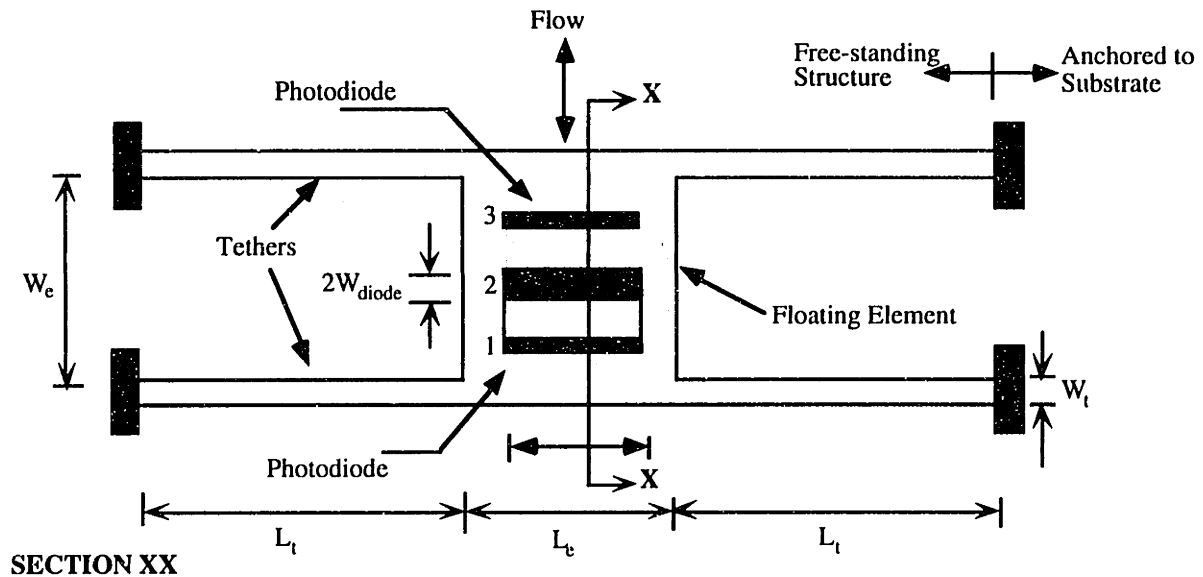 Flow
Free-standing
Structure
Anchored to
Substrate
Photodiode
X
3
Tethers
W_e
2W_diode
2
Floating Element
1
W_t
Photodiode
X
L_t
L_e
L_t
SECTION XX